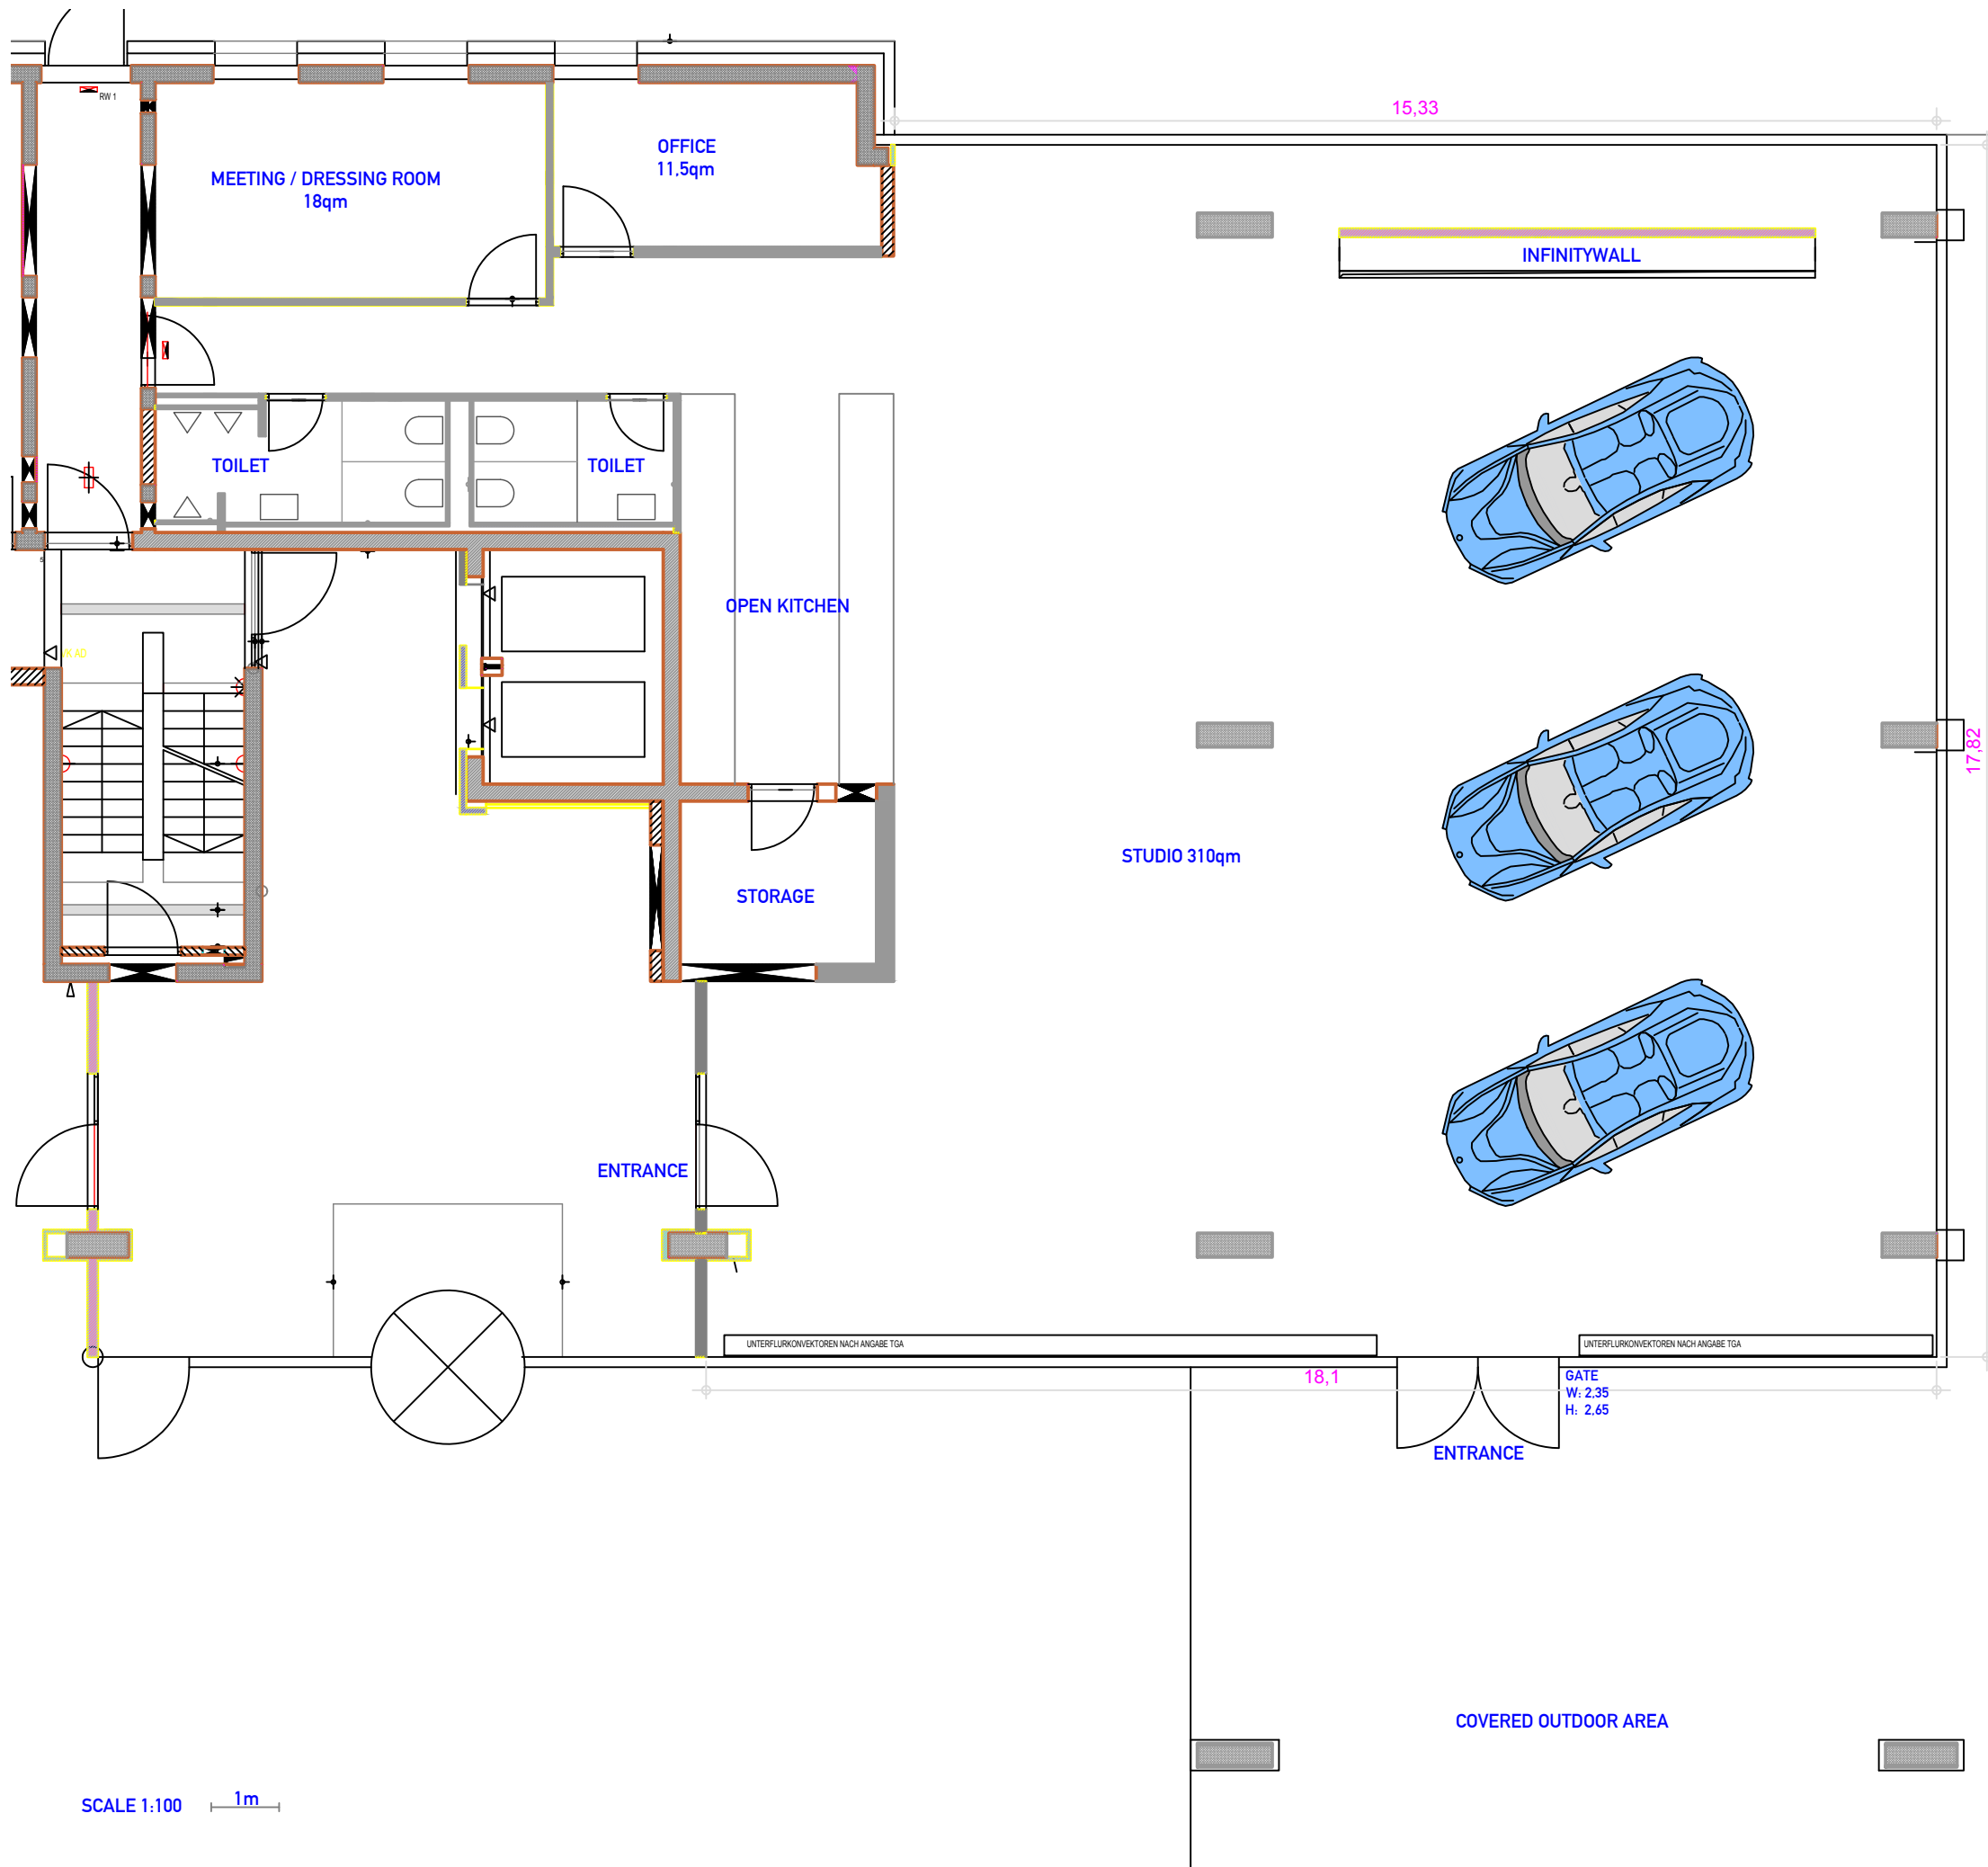 15,33
RW 1
OFFICE
11,5qm
MEETING / DRESSING ROOM
18qm
INFINITYWALL
TOILET
TOILET
OPEN KITCHEN
17,82
STUDIO 310qm
STORAGE
ENTRANCE
UNTERFLURKONVEKTOREN NACH ANGABE TGA
UNTERFLURKONVEKTOREN NACH ANGABE TGA
18,1
GATE
W: 2,35
H: 2,65
ENTRANCE
COVERED OUTDOOR AREA
1m
SCALE 1:100